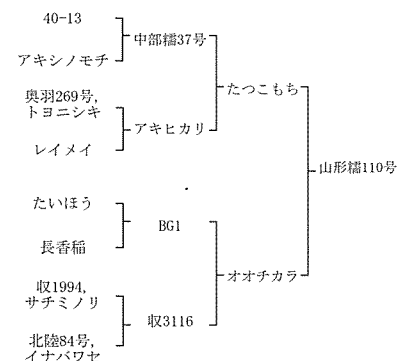 40-13
中部糯37号
アキシノモチ
たつこもち
奥羽269号,
トヨニシキ
アキヒカリ
レイメイ
山形糯110号
たいほう
BG1
長香稲
オオチカラ
収1994,
サチミノリ
収3116
北陸84号,
イナバワセ